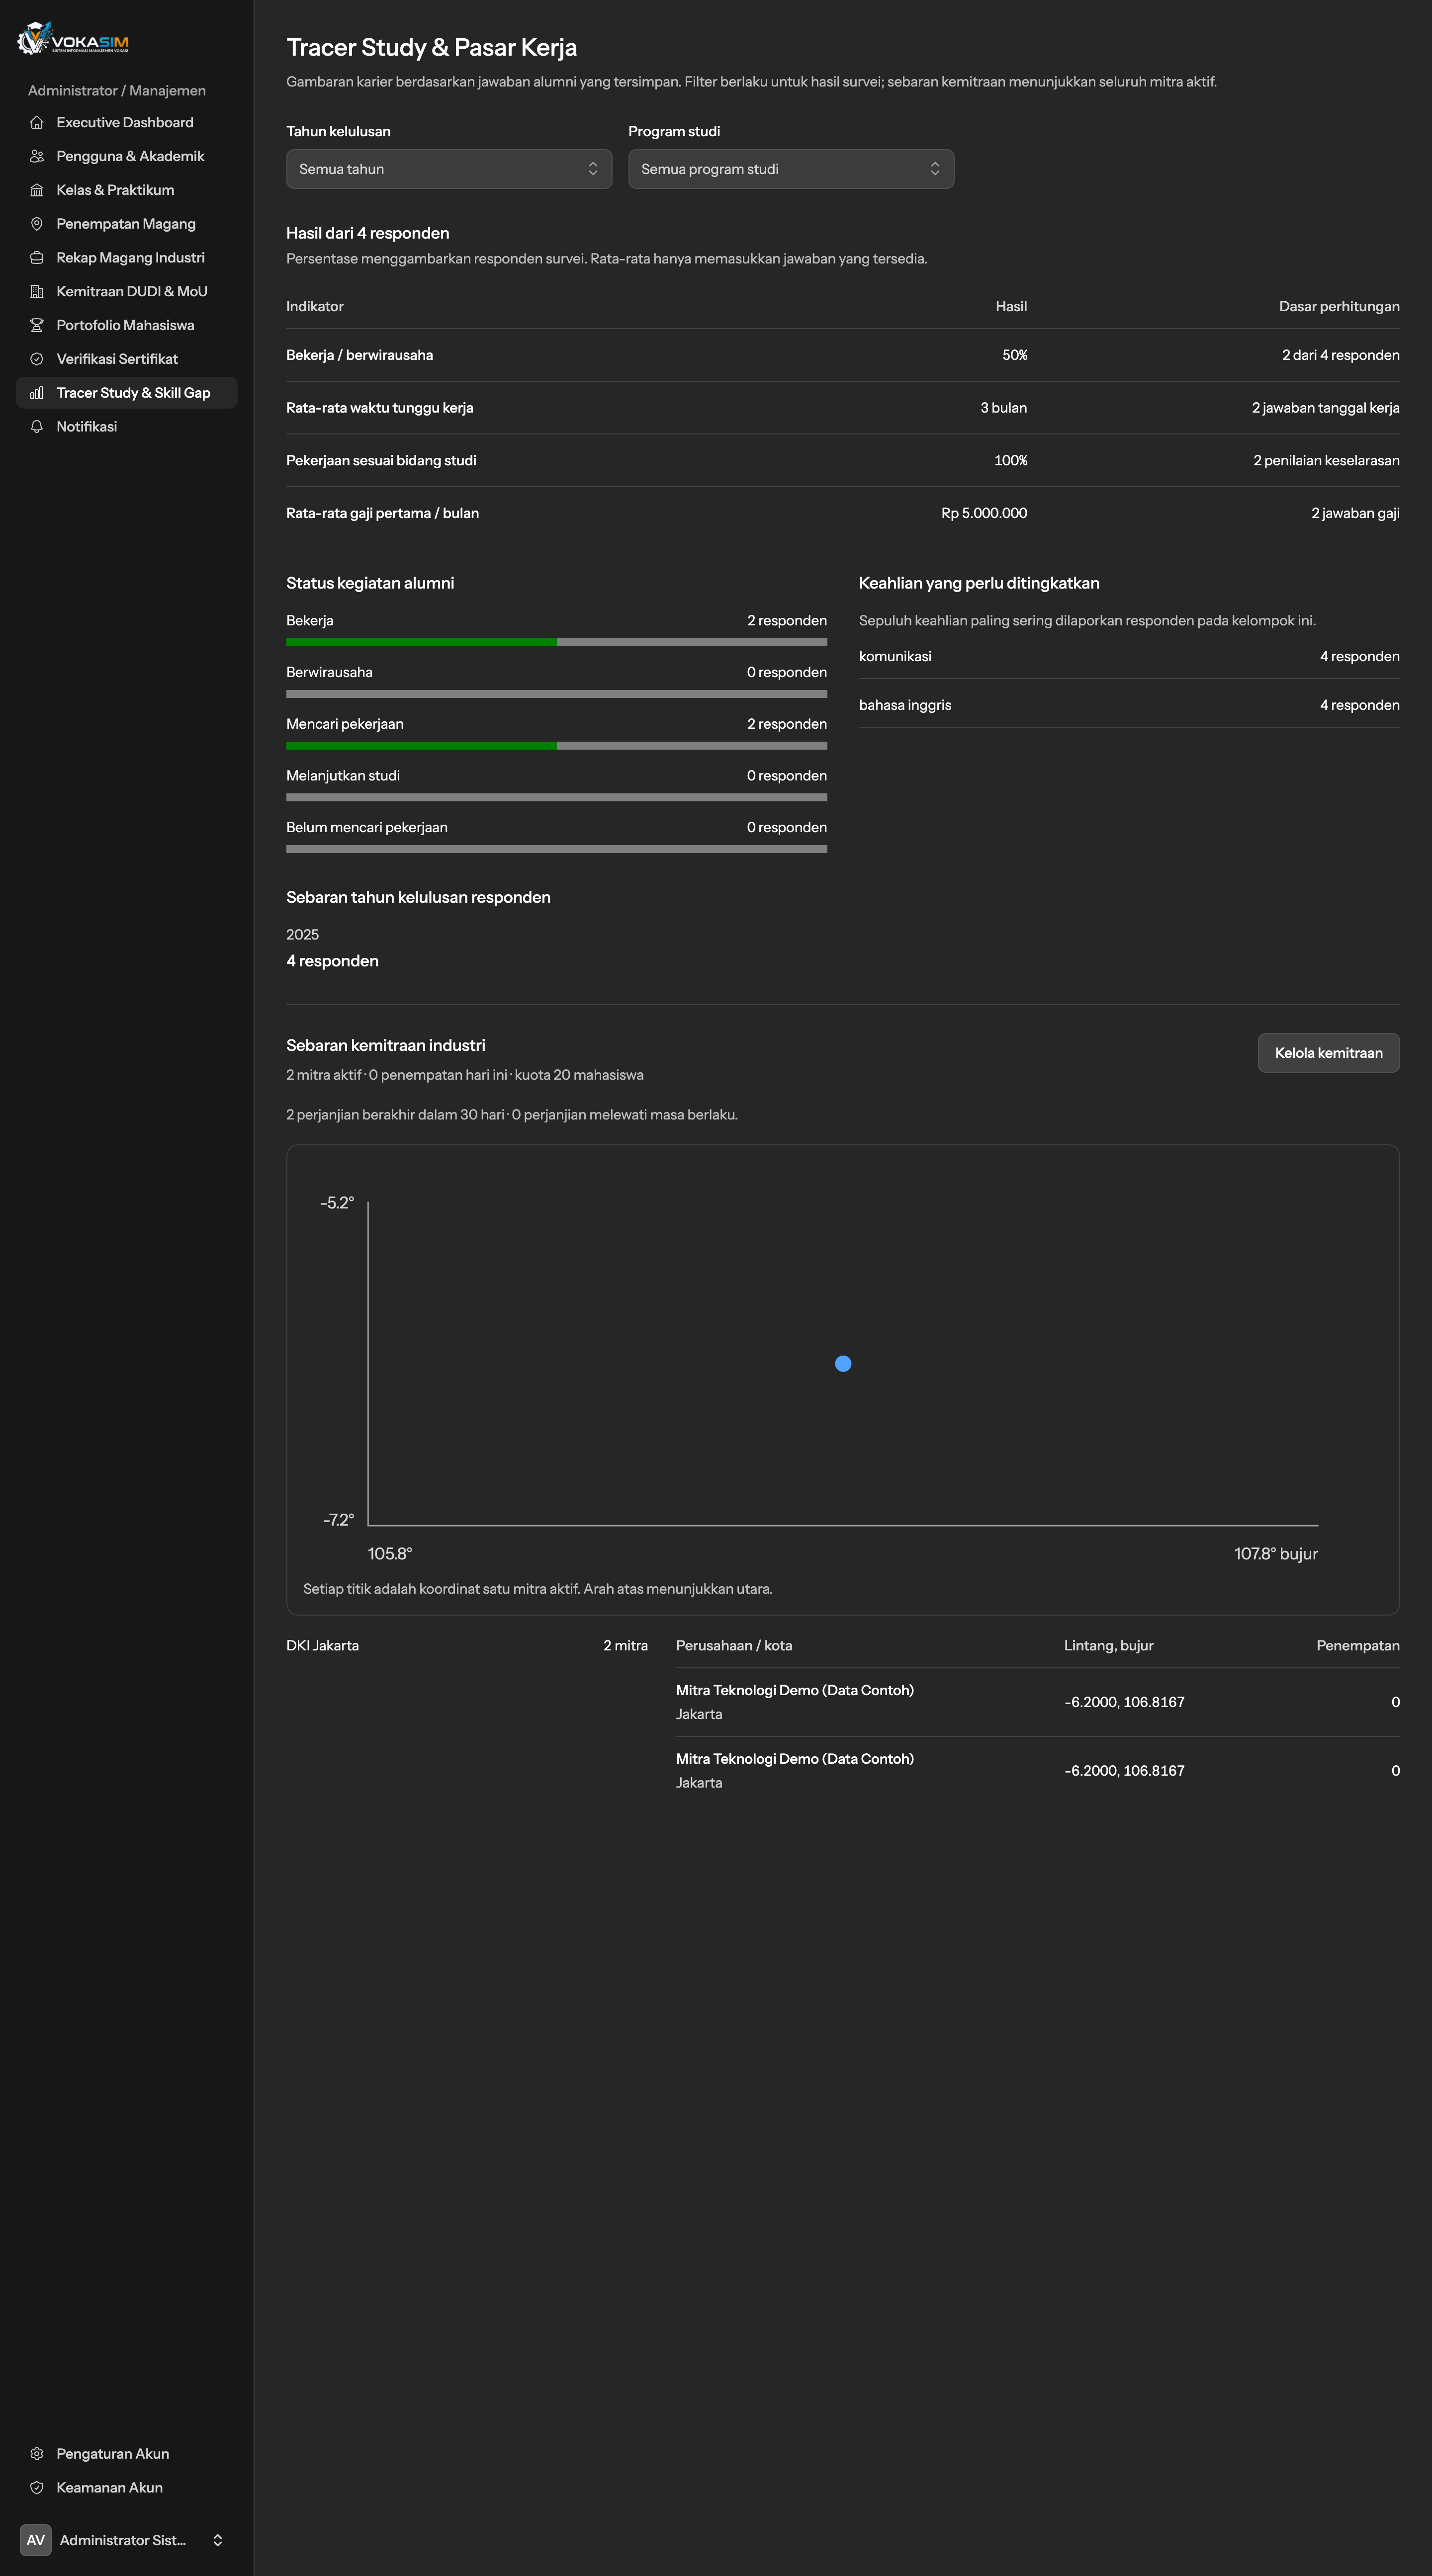 VOKASIM
SISTEM INFORMASI MANAJEMEN VOKASI
Administrator / Manajemen
Executive Dashboard
Pengguna & Akademik
Kelas & Praktikum
Penempatan Magang
Rekap Magang Industri
Kemitraan DUDI & MoU
Portofolio Mahasiswa
Verifikasi Sertifikat
Tracer Study & Skill Gap
Notifikasi
Pengaturan Akun
Keamanan Akun
AV Administrator Sist...
Tracer Study & Pasar Kerja
Gambaran karier berdasarkan jawaban alumni yang tersimpan. Filter berlaku untuk hasil survei; sebaran kemitraan menunjukkan seluruh mitra aktif.
Tahun kelulusan Program studi
Semua tahun Semua program studi
Hasil dari 4 responden
Persentase menggambarkan responden survei. Rata-rata hanya memasukkan jawaban yang tersedia.
Indikator Hasil Dasar perhitungan
Bekerja / berwirausaha 50% 2 dari 4 responden
Rata-rata waktu tunggu kerja 3 bulan 2 jawaban tanggal kerja
Pekerjaan sesuai bidang studi 100% 2 penilaian keselarasan
Rata-rata gaji pertama / bulan Rp 5.000.000 2 jawaban gaji
Status kegiatan alumni
Bekerja 2 responden
Berwirausaha 0 responden
Mencari pekerjaan 2 responden
Melanjutkan studi 0 responden
Belum mencari pekerjaan 0 responden
Keahlian yang perlu ditingkatkan
Sepuluh keahlian paling sering dilaporkan responden pada kelompok ini.
komunikasi 4 responden
bahasa inggris 4 responden
Sebaran tahun kelulusan responden
2025
4 responden
Sebaran kemitraan industri
Kelola kemitraan
2 mitra aktif · 0 penempatan hari ini · kuota 20 mahasiswa
2 perjanjian berakhir dalam 30 hari · 0 perjanjian melewati masa berlaku.
-5.2°
-7.2°
105.8° 107.8° bujur
Setiap titik adalah koordinat satu mitra aktif. Arah atas menunjukkan utara.
DKI Jakarta 2 mitra
Perusahaan / kota Lintang, bujur Penempatan
Mitra Teknologi Demo (Data Contoh)
Jakarta
-6.2000, 106.8167 0
Mitra Teknologi Demo (Data Contoh)
Jakarta
-6.2000, 106.8167 0